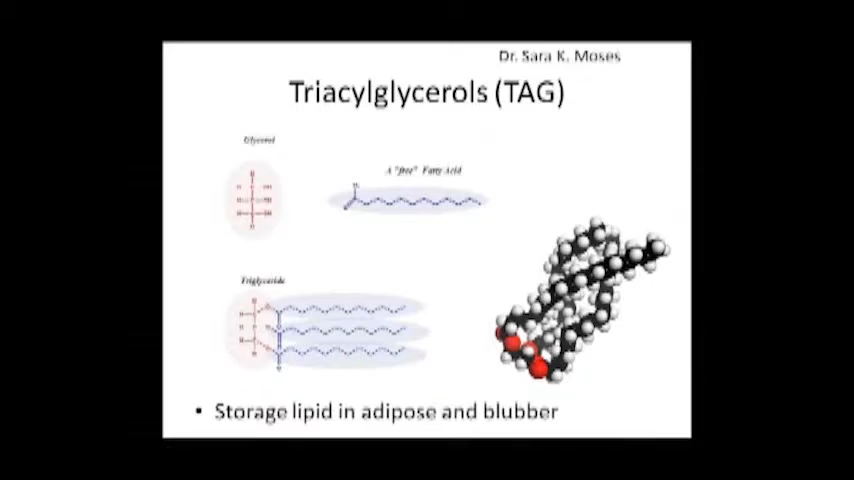 Dr. Sara K. Moses
Triacylglycerols (TAG)
Glycerol
A "free" Fatty Acid
Triglyceride
• Storage lipid in adipose and blubber